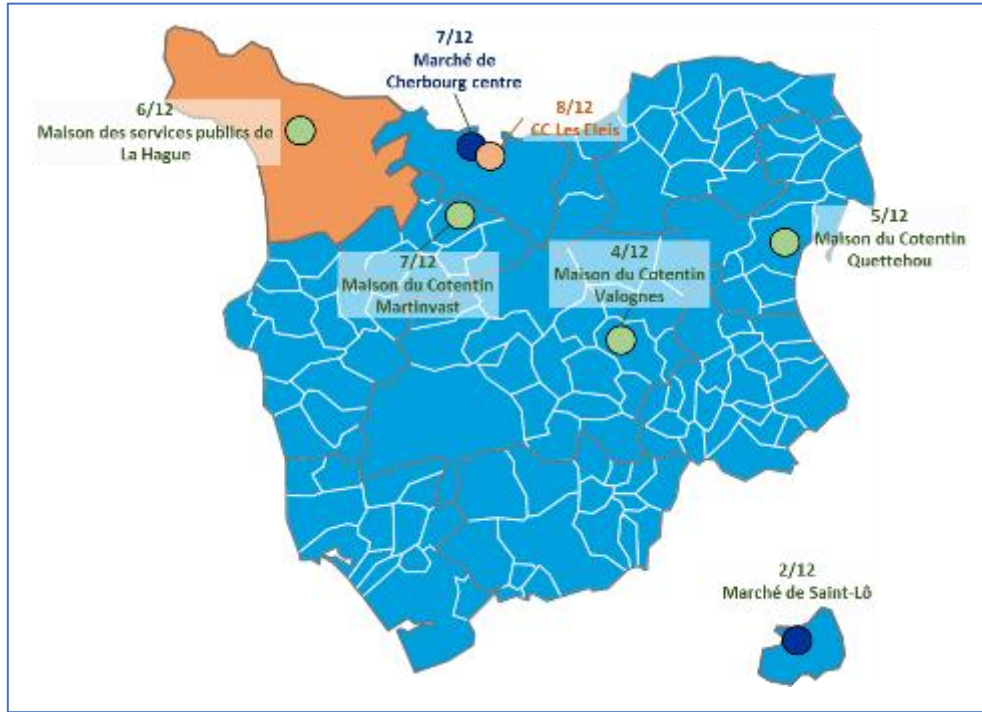 7/12
Marché de
Cherbourg centre
6/12
Maison des services publics de
La Hague
8/12
CC Les Eleis
5/12
Maison du Cotentin
Quettehou
7/12
Maison du Cotentin
Martinvast
4/12
Maison du Cotentin
Valognes
2/12
Marché de Saint-Lô